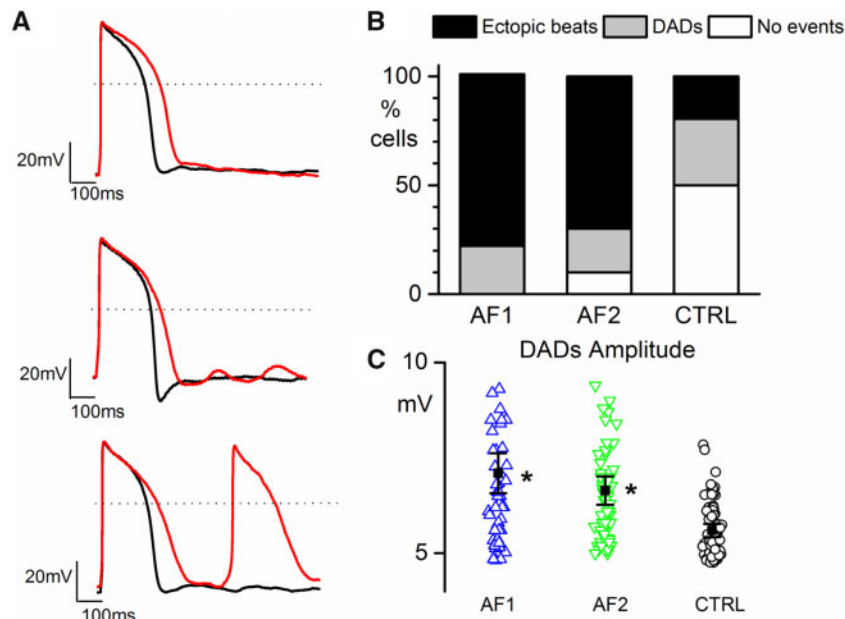 A
20mV
100ms
20mV
100ms
20mV
100ms
B
Ectopic beats DADs No events
100
%
cells
50
0
AF1 AF2 CTRL
C
DADs Amplitude
10
mV
*
*
5
AF1 AF2 CTRL